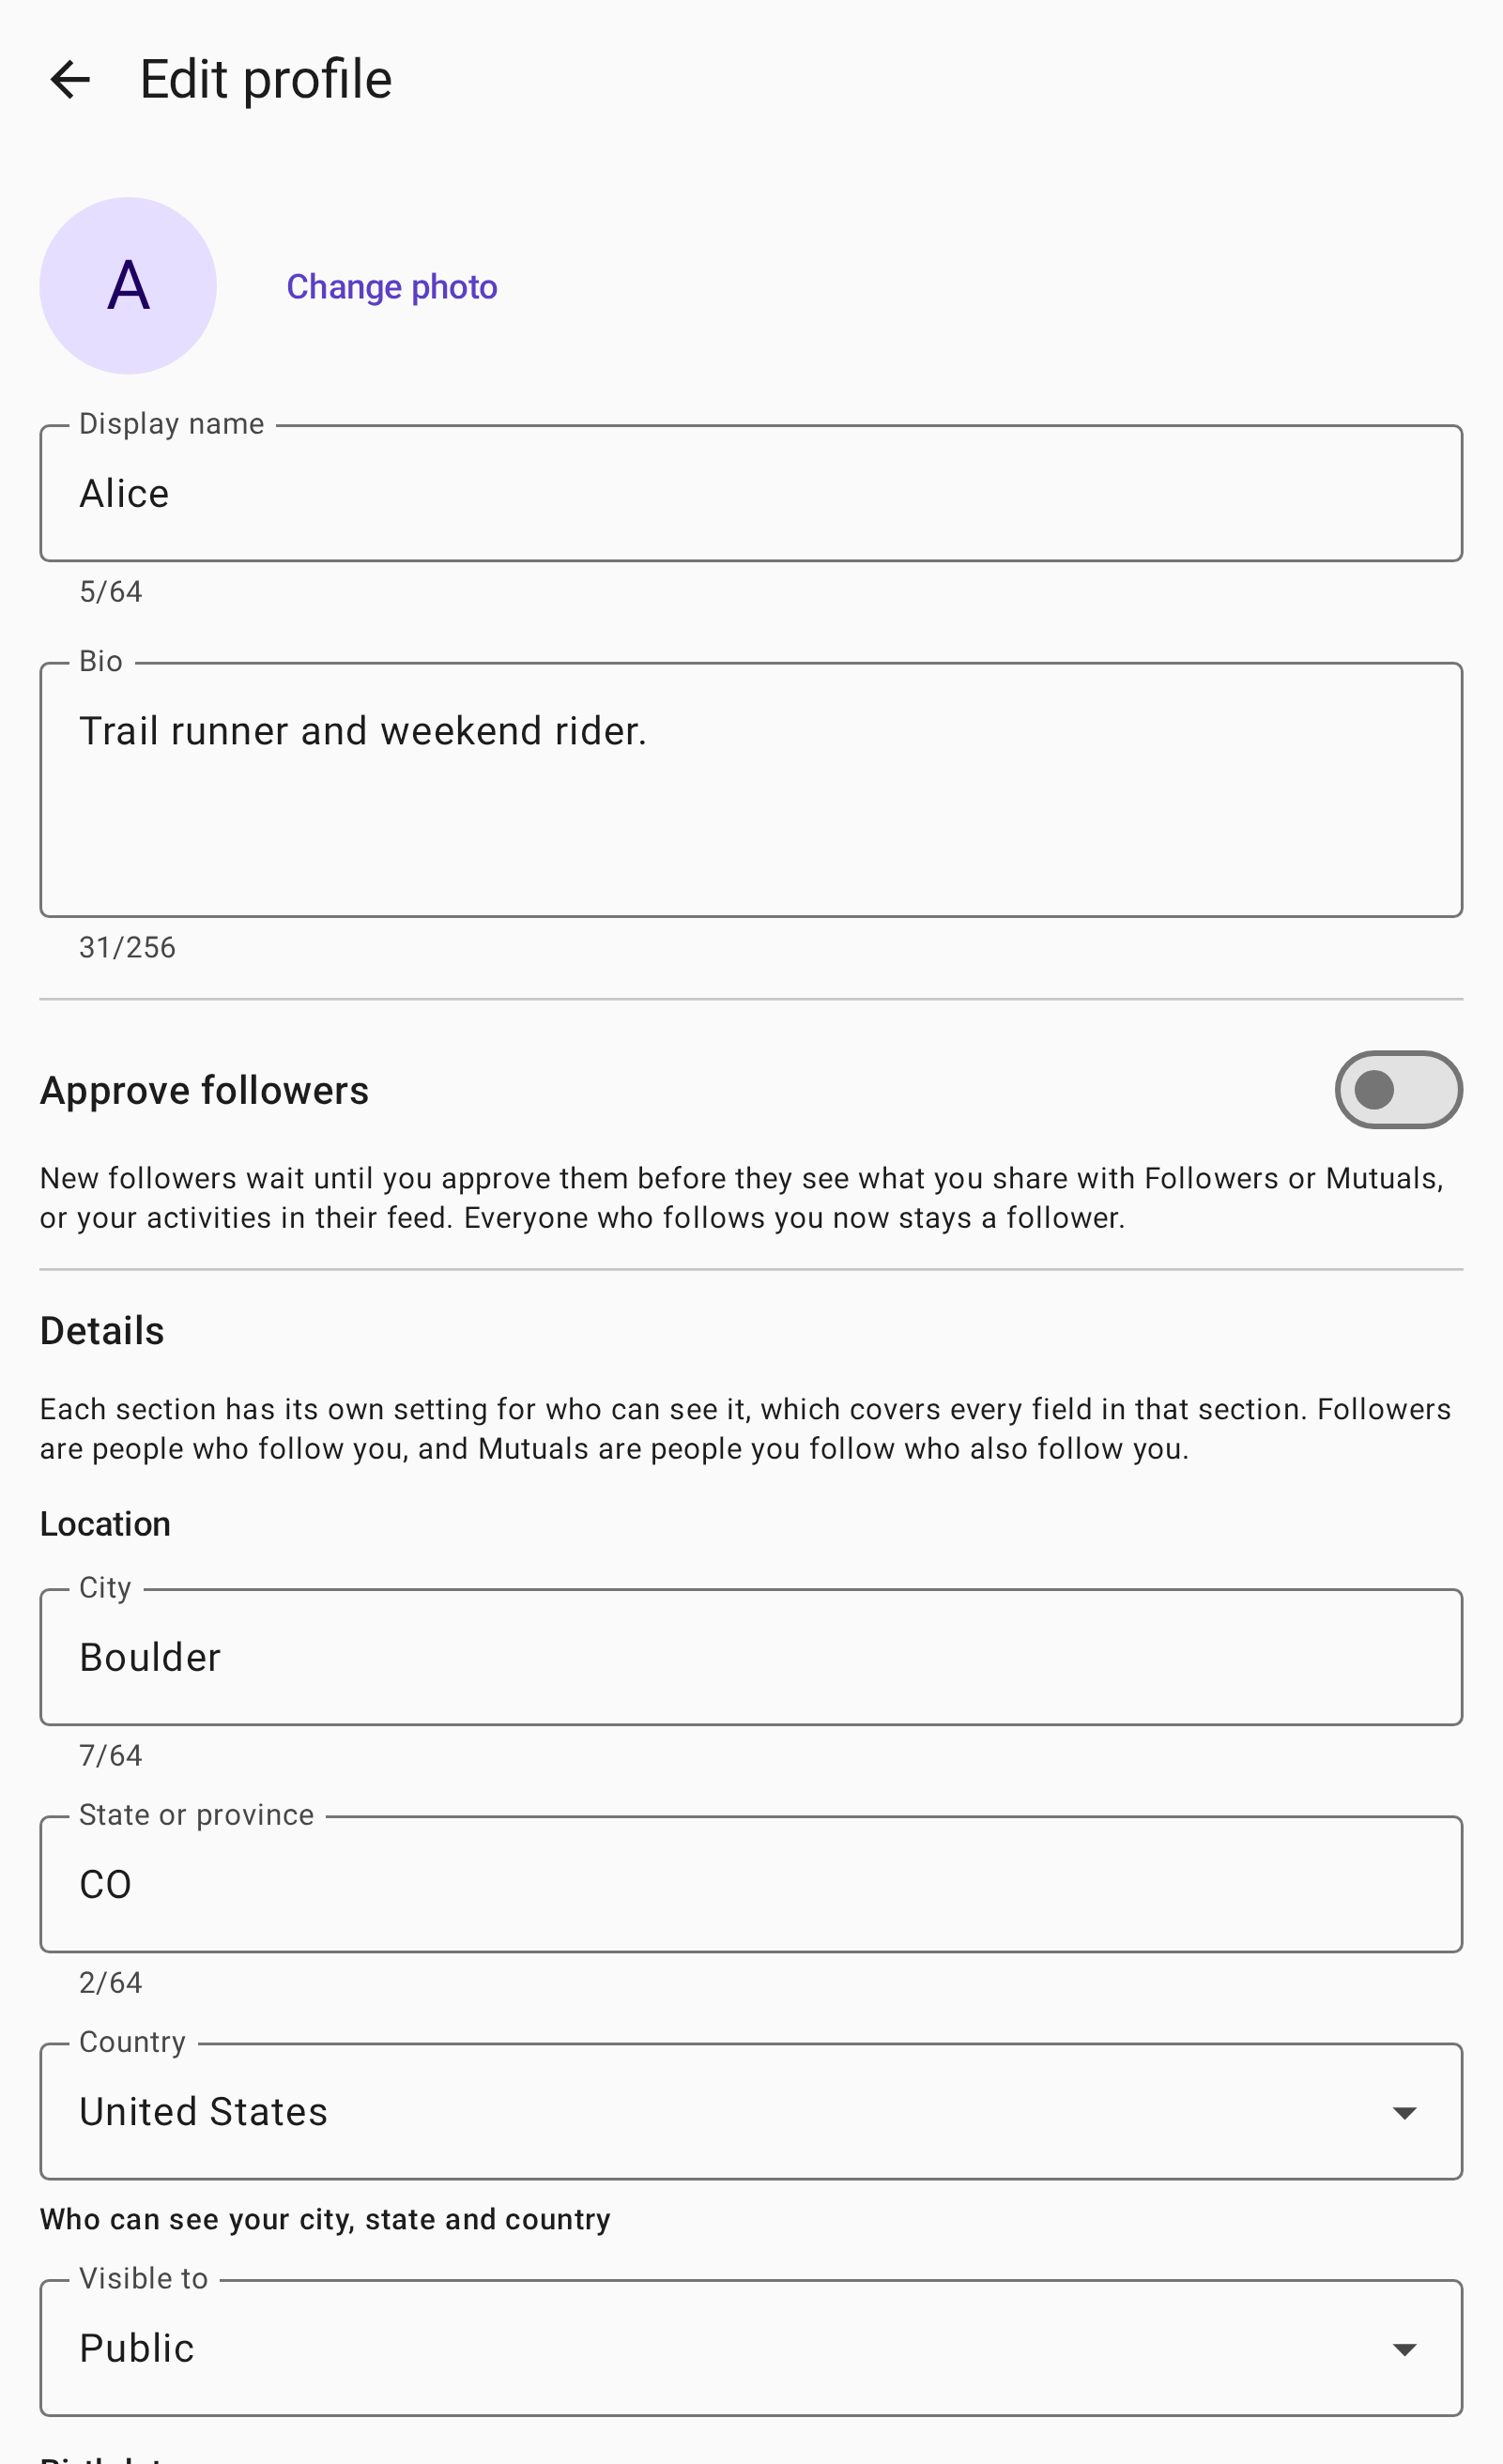 Edit profile
A
Change photo
Display name
Alice
5/64
Bio
Trail runner and weekend rider.
31/256
Approve followers
New followers wait until you approve them before they see what you share with Followers or Mutuals,
or your activities in their feed. Everyone who follows you now stays a follower.
Details
Each section has its own setting for who can see it, which covers every field in that section. Followers
are people who follow you, and Mutuals are people you follow who also follow you.
Location
City
Boulder
7/64
State or province
CO
2/64
Country
United States
Who can see your city, state and country
Visible to
Public